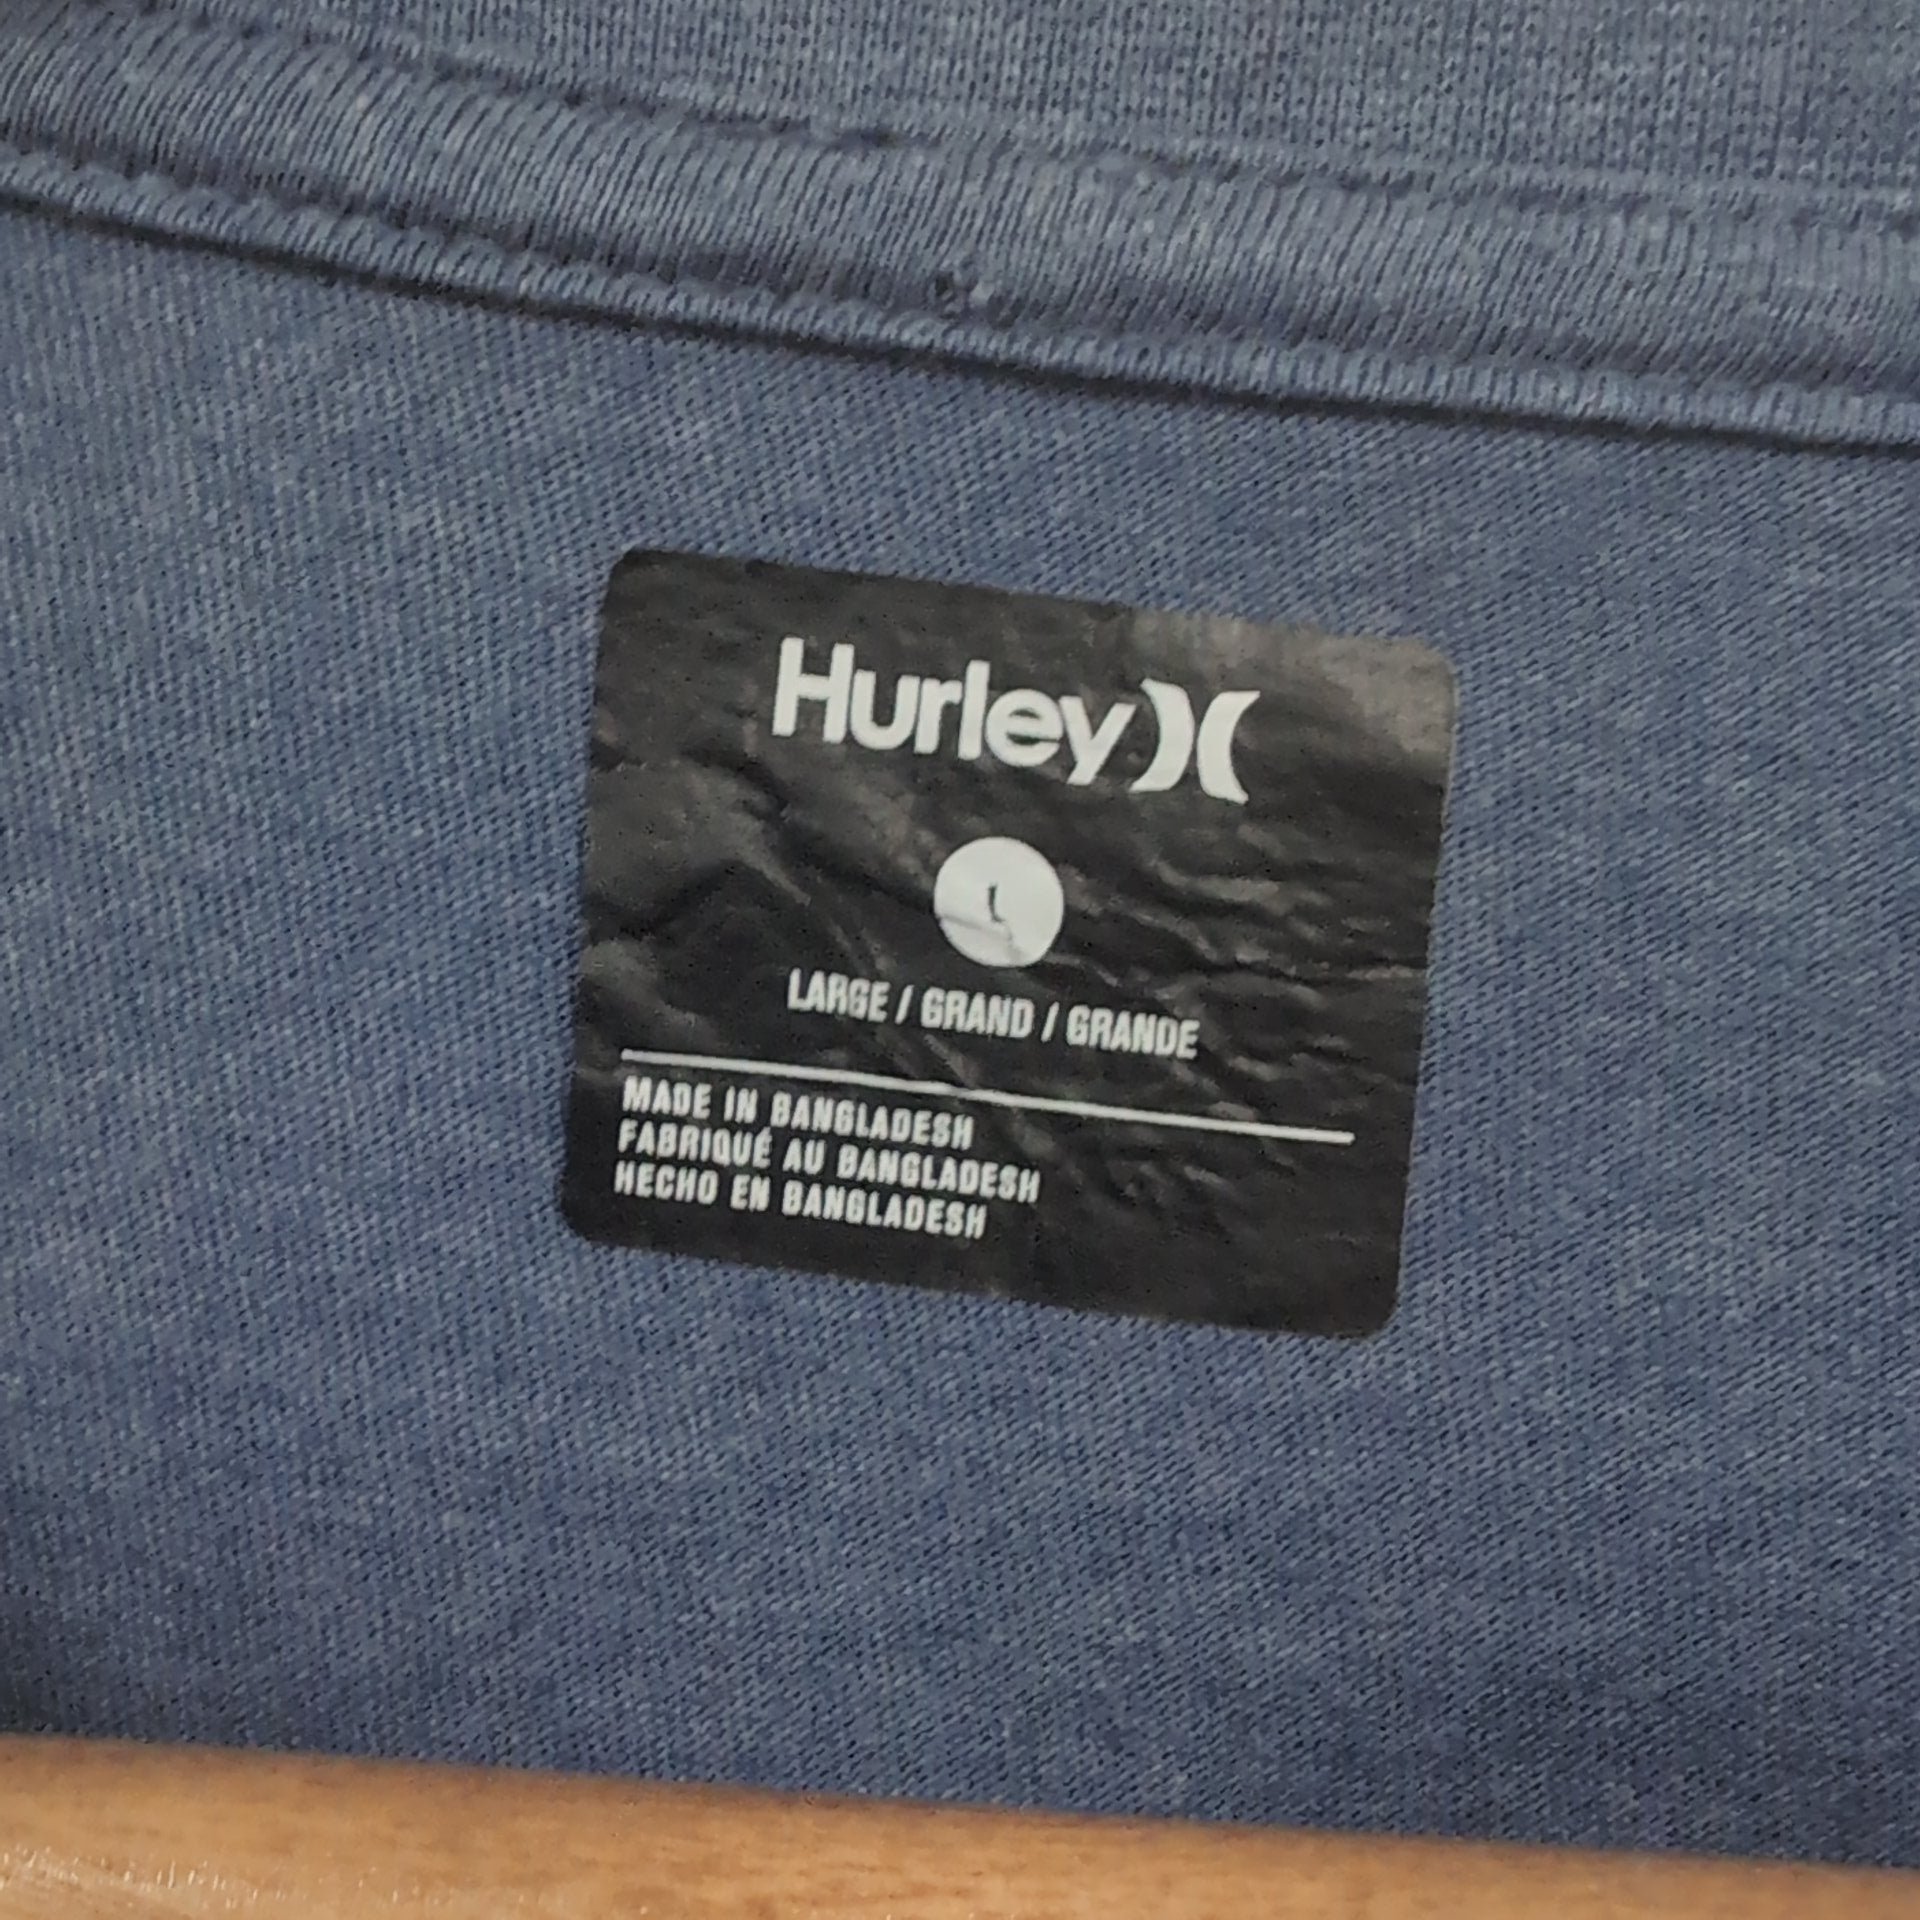 Hurley
L
LARGE / GRAND / GRANDE
MADE IN BANGLADESH
FABRIQUÉ AU BANGLADESH
HECHO EN BANGLADESH